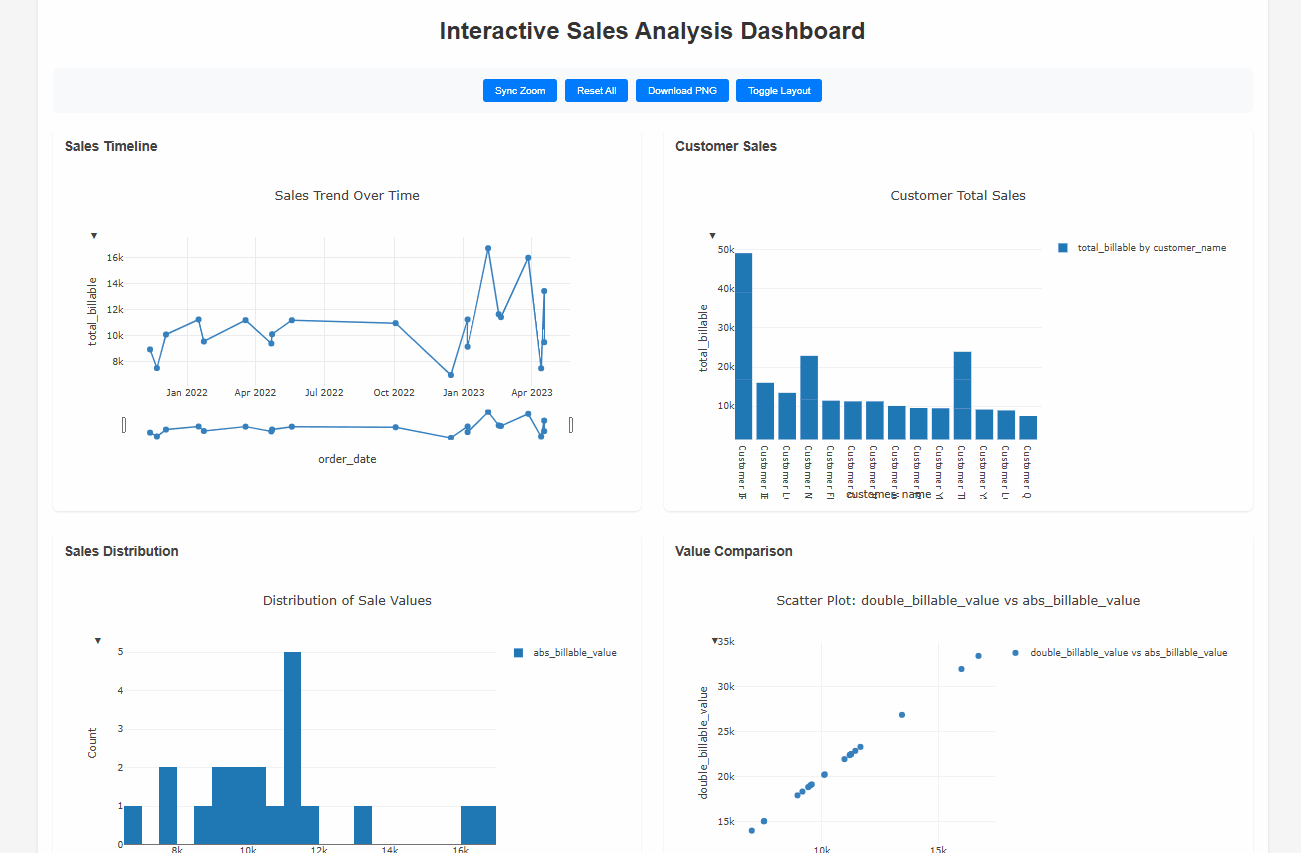 Interactive Sales Analysis Dashboard
Sync Zoom Reset All Download PNG Toggle Layout
Sales Timeline
Sales Trend Over Time
total_billable
16k
14k
12k
10k
8k
Jan 2022 Apr 2022 Jul 2022 Oct 2022 Jan 2023 Apr 2023
order_date
Customer Sales
Customer Total Sales
total_billable by customer_name
total_billable
50k
40k
30k
20k
10k
Customer Customer Customer Customer N Customer Customer Customer Customer Customer Customer Customer Customer Y Customer Customer Q
customer_name
Sales Distribution
Distribution of Sale Values
abs_billable_value
Count
5
4
3
2
1
0
8k 10k 12k 14k 16k
Value Comparison
Scatter Plot: double_billable_value vs abs_billable_value
double_billable_value vs abs_billable_value
double_billable_value
35k
30k
25k
20k
15k
10k 15k